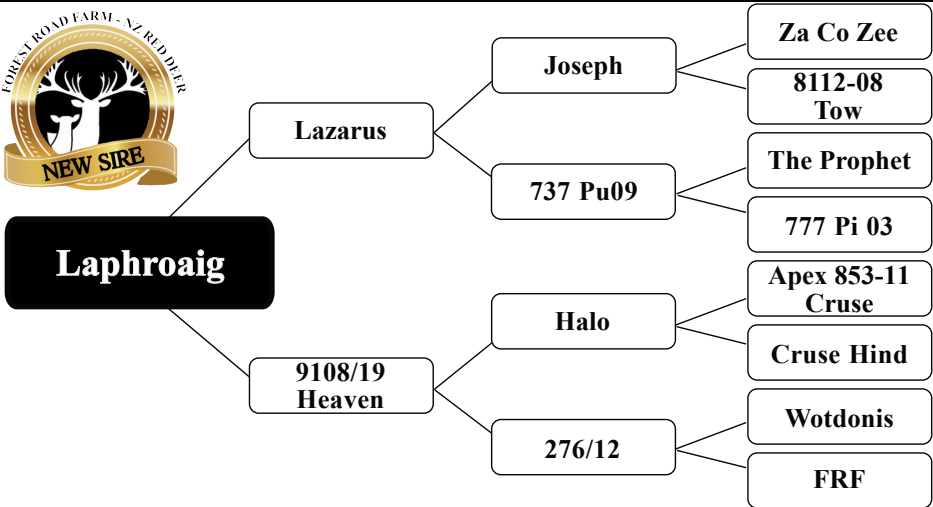 FOREST ROAD FARM - NZ RED DEER
NEW SIRE
Laphroaig
Lazarus
9108/19
Heaven
Joseph
737 Pu09
Halo
276/12
Za Co Zee
8112-08
Tow
The Prophet
777 Pi 03
Apex 853-11
Cruse
Cruse Hind
Wotdonis
FRF